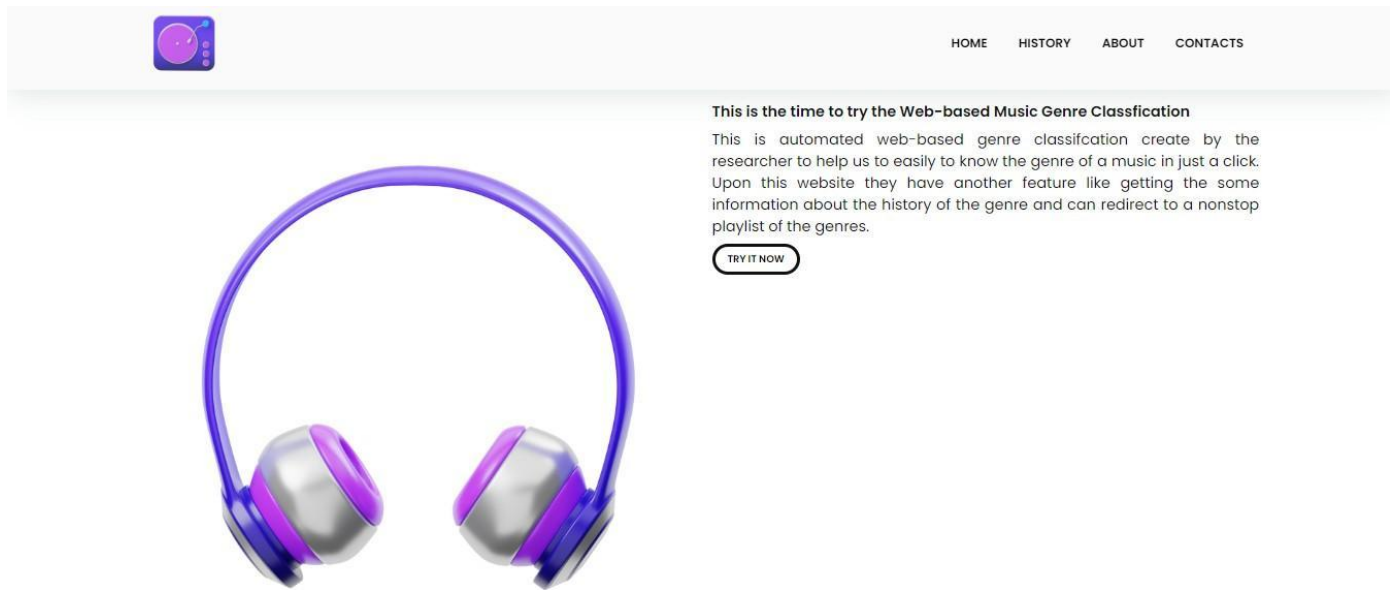 HOME HISTORY ABOUT CONTACTS
This is the time to try the Web-based Music Genre Classfication
This is automated web-based genre classifcation create by the
researcher to help us to easily to know the genre of a music in just a click.
Upon this website they have another feature like getting the some
information about the history of the genre and can redirect to a nonstop
playlist of the genres.
TRY IT NOW